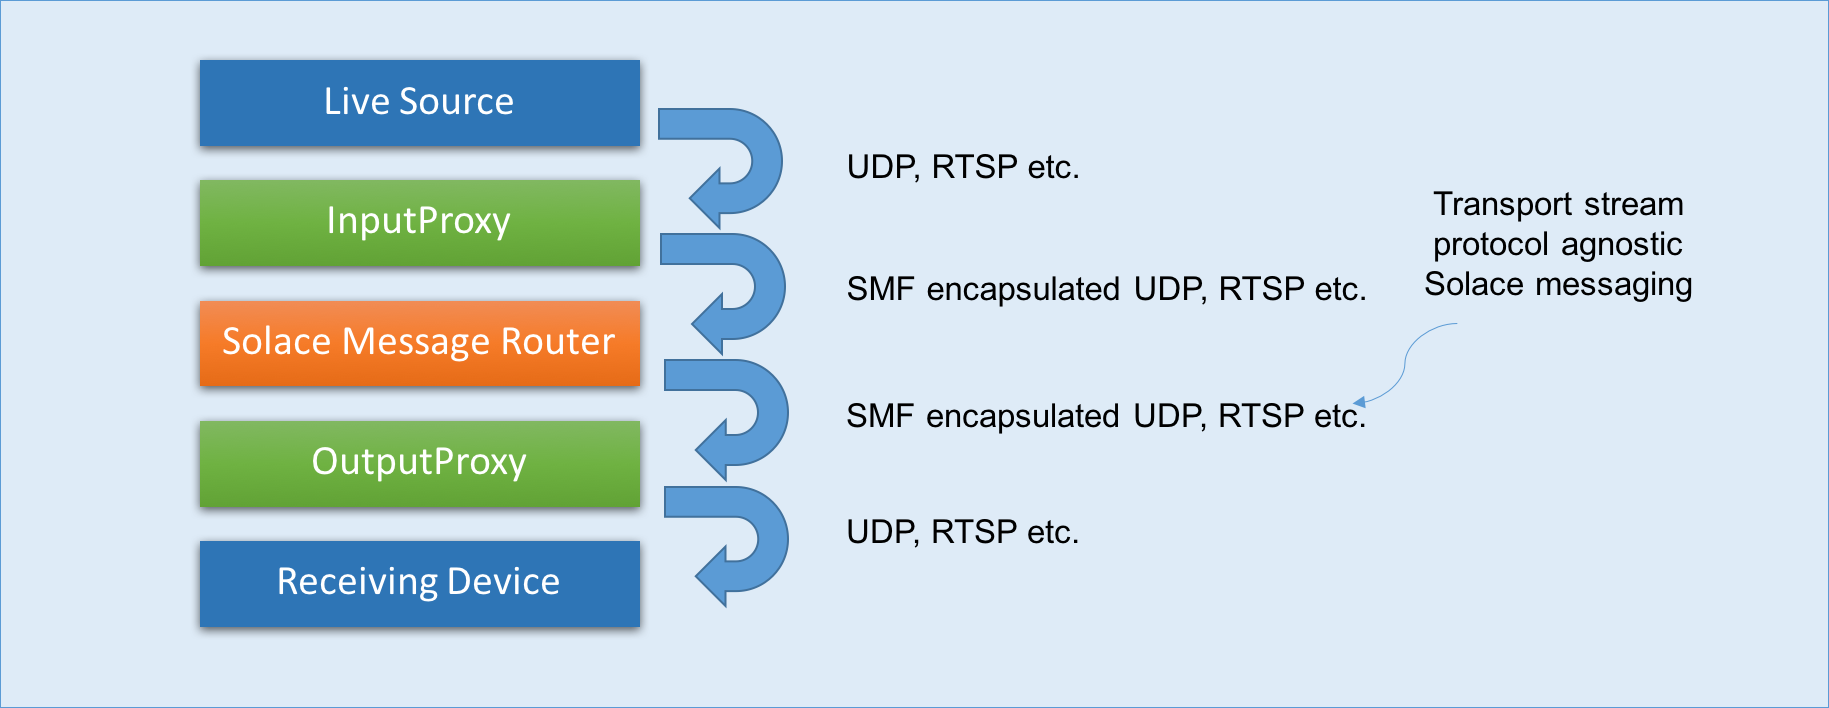 Live Source
UDP, RTSP etc.
InputProxy
SMF encapsulated UDP, RTSP etc.
Transport stream
protocol agnostic
Solace messaging
Solace Message Router
SMF encapsulated UDP, RTSP etc.
OutputProxy
UDP, RTSP etc.
Receiving Device